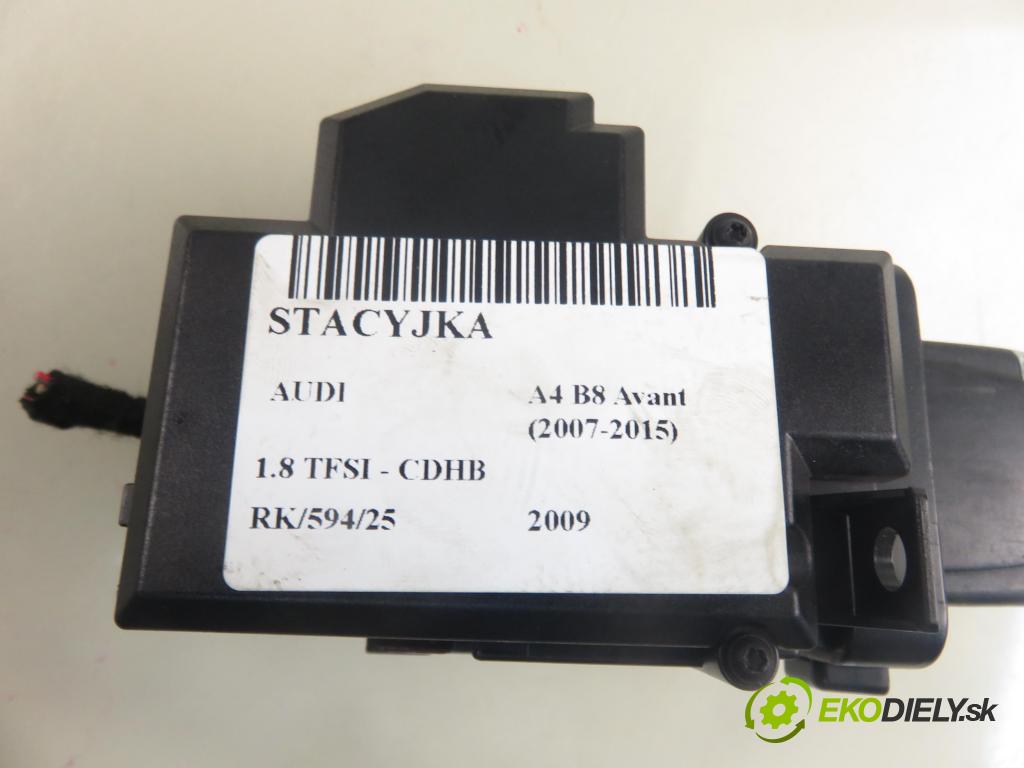 STACYJKA
AUDI A4 B8 Avant
(2007-2015)
1.8 TFSI - CDHB
RK/594/25 2009
EKODIELY.sk